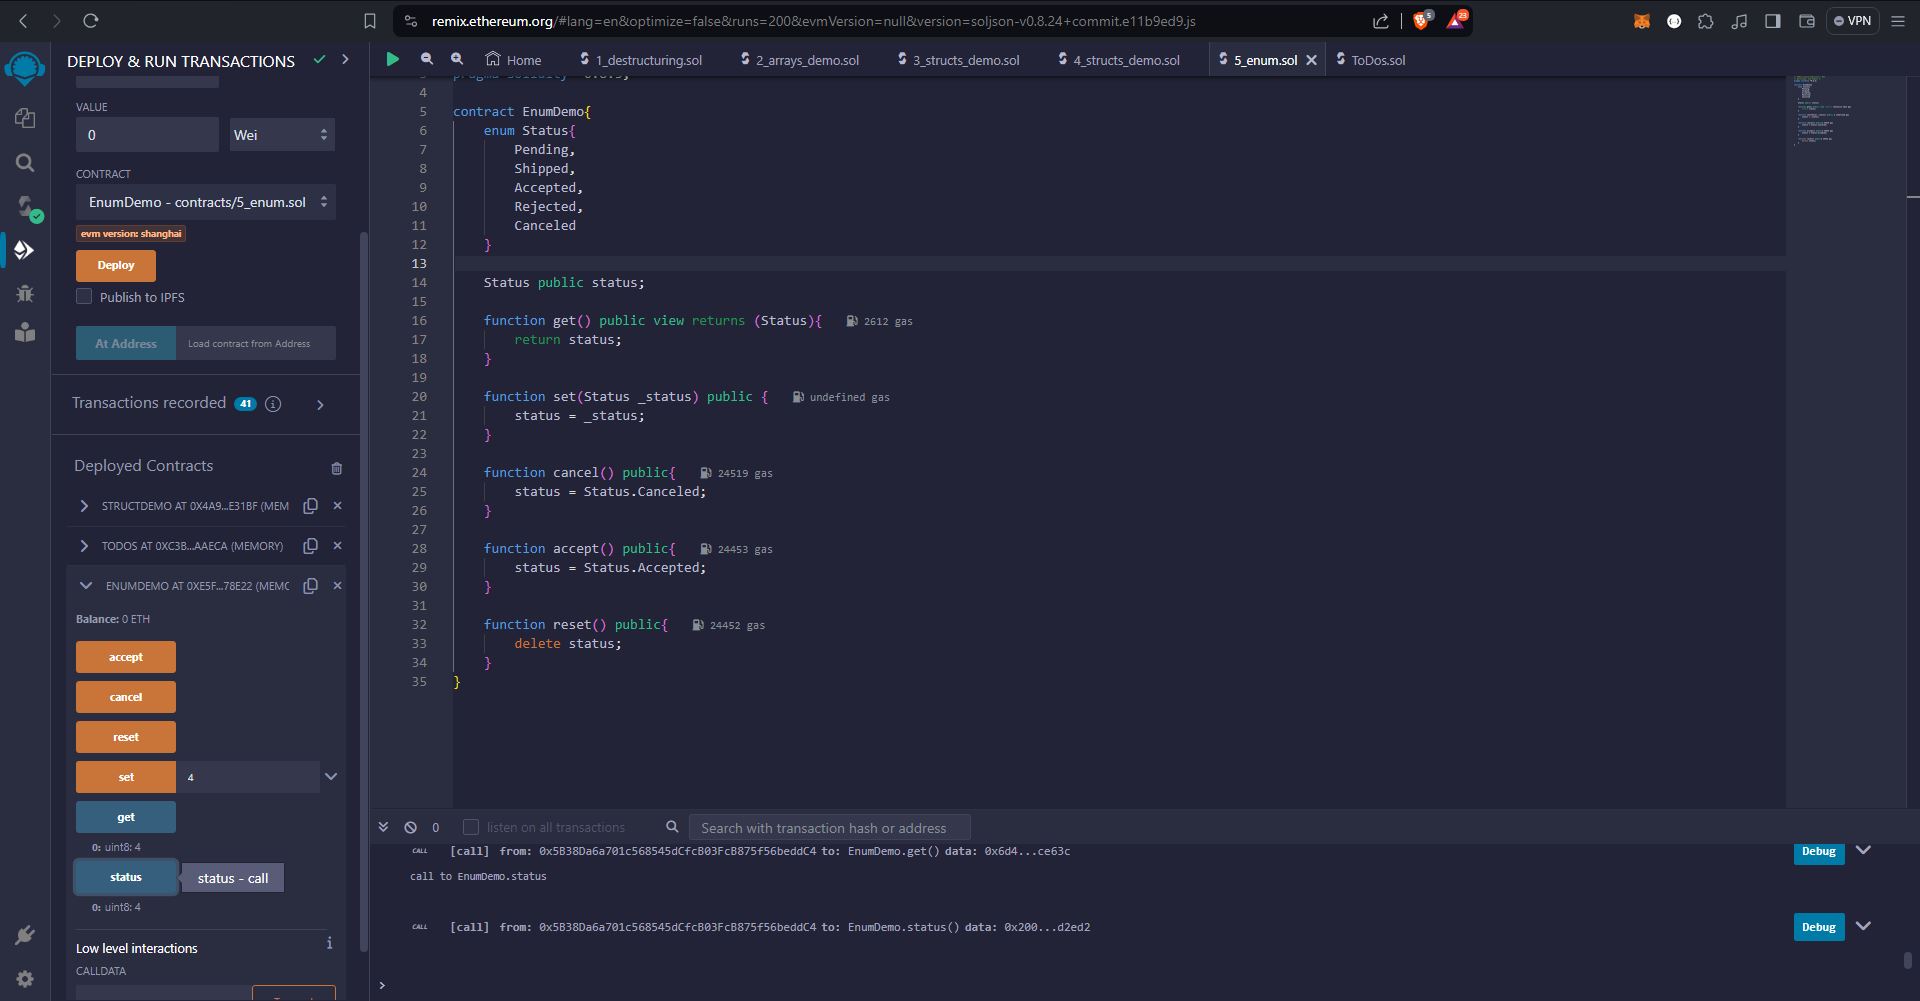 remix.ethereum.org/#lang=en&optimize=false&runs=200&evmVersion=null&version=soljson-v0.8.24+commit.e11b9ed9.js
5
23
VPN
DEPLOY & RUN TRANSACTIONS
Home
1_destructuring.sol
2_arrays_demo.sol
3_structs_demo.sol
4_structs_demo.sol
5_enum.sol
ToDos.sol
VALUE
0
Wei
CONTRACT
EnumDemo - contracts/5_enum.sol
evm version: shanghai
Deploy
Publish to IPFS
At Address
Load contract from Address
Transactions recorded 41
Deployed Contracts
STRUCTDEMO AT 0X4A9...E31BF (MEM
TODOS AT 0XC3B...AAECA (MEMORY)
ENUMDEMO AT 0XE5F...78E22 (MEMO
Balance: 0 ETH
accept
cancel
reset
set
4
get
0: uint8: 4
status
status - call
0: uint8: 4
Low level interactions
CALLDATA
4
5 contract EnumDemo{
6 enum Status{
7 Pending,
8 Shipped,
9 Accepted,
10 Rejected,
11 Canceled
12 }
13
14 Status public status;
15
16 function get() public view returns (Status){ 2612 gas
17 return status;
18 }
19
20 function set(Status _status) public { undefined gas
21 status = _status;
22 }
23
24 function cancel() public{ 24519 gas
25 status = Status.Canceled;
26 }
27
28 function accept() public{ 24453 gas
29 status = Status.Accepted;
30 }
31
32 function reset() public{ 24452 gas
33 delete status;
34 }
35 }
0
listen on all transactions
Search with transaction hash or address
CALL [call] from: 0x5B38Da6a701c568545dCfcB03FcB875f56beddC4 to: EnumDemo.get() data: 0x6d4...ce63c
Debug
call to EnumDemo.status
CALL [call] from: 0x5B38Da6a701c568545dCfcB03FcB875f56beddC4 to: EnumDemo.status() data: 0x200...d2ed2
Debug
>